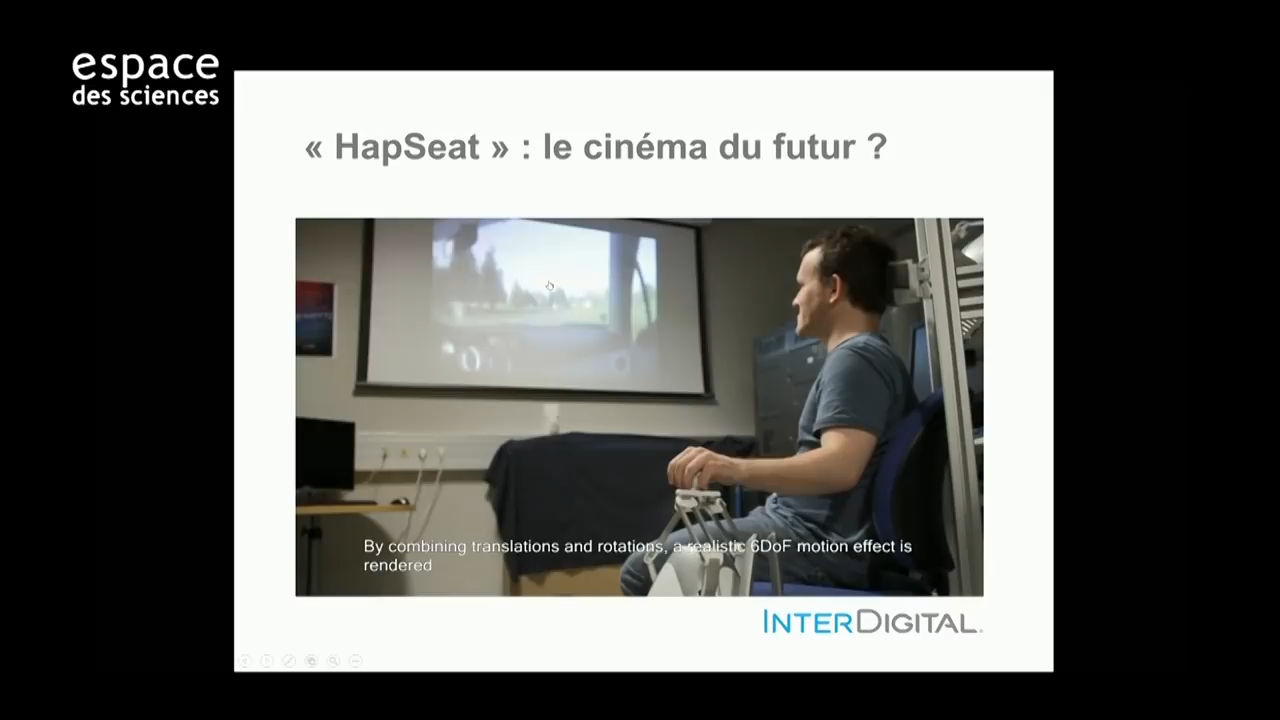 espace
des sciences
« HapSeat » : le cinéma du futur ?
By combining translations and rotations, a realistic 6DoF motion effect is
rendered
INTERDIGITAL.